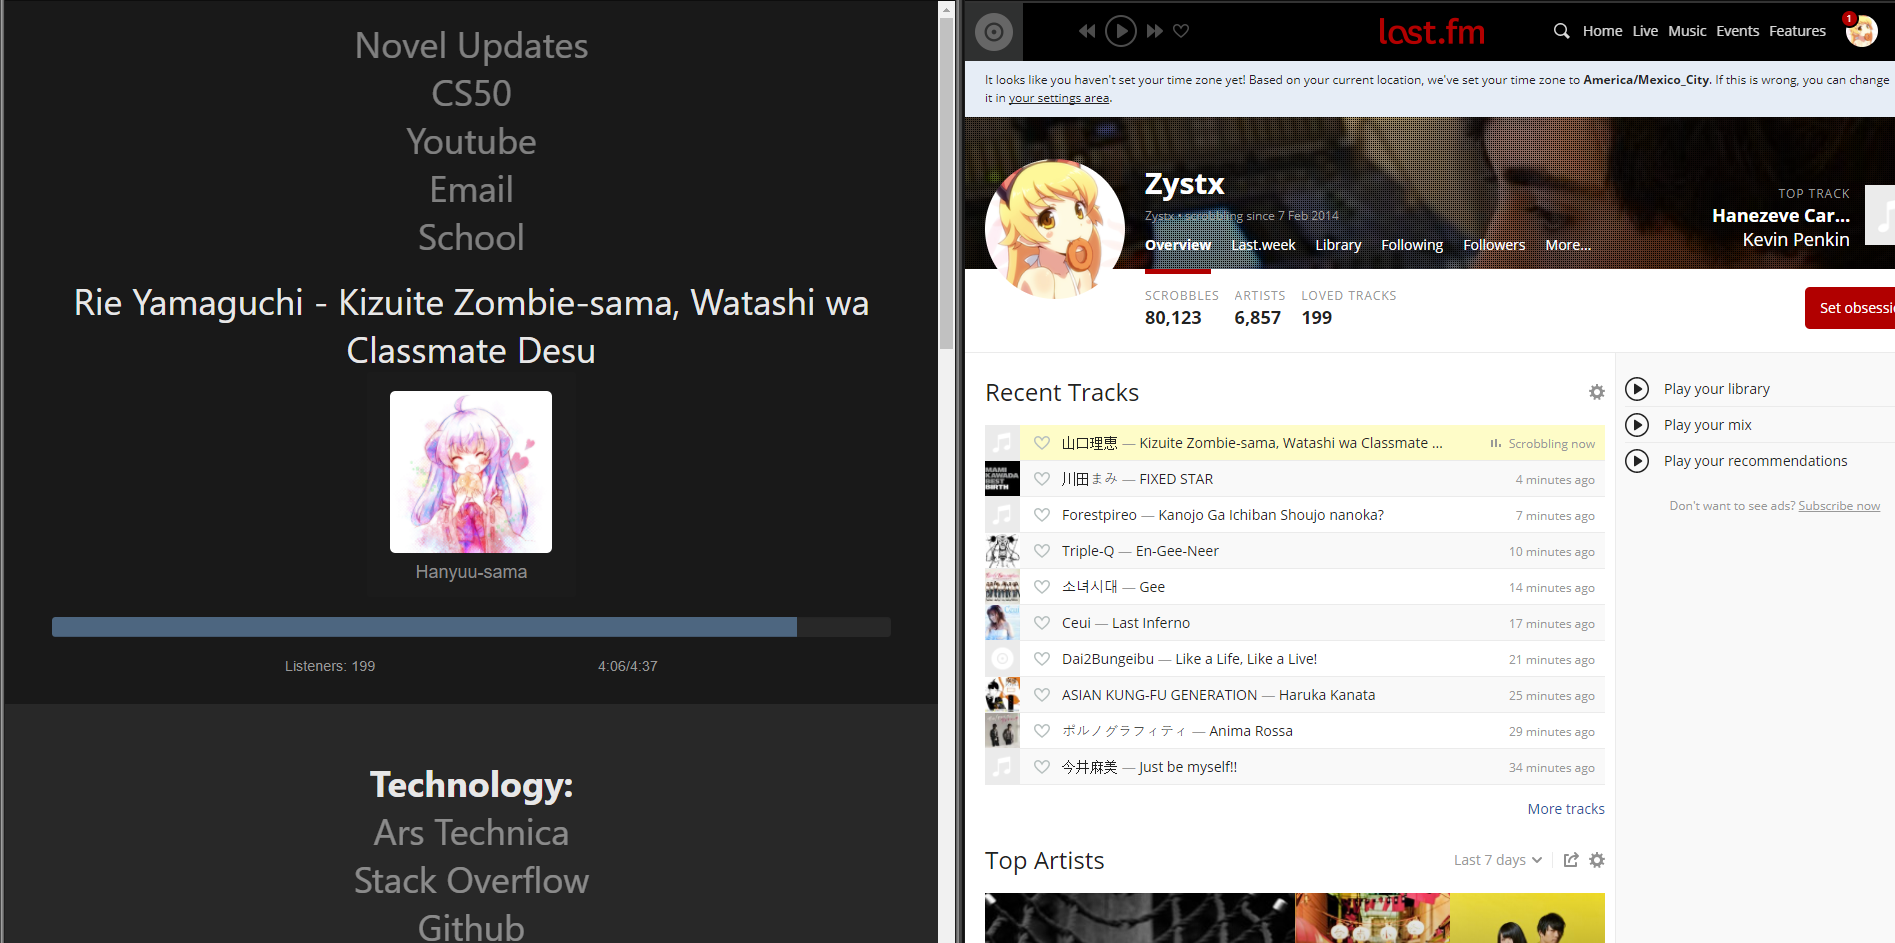 Novel Updates
CS50
Youtube
Email
School
Rie Yamaguchi - Kizuite Zombie-sama, Watashi wa
Classmate Desu
Hanyuu-sama
Listeners: 199
4:06/4:37
Technology:
Ars Technica
Stack Overflow
Github
last.fm
Home Live Music Events Features
1
It looks like you haven't set your time zone yet! Based on your current location, we've set your time zone to America/Mexico_City. If this is wrong, you can change
it in your settings area.
Zystx
Zystx • scrobbling since 7 Feb 2014
Overview Last.week Library Following Followers More...
TOP TRACK
Hanezeve Car...
Kevin Penkin
SCROBBLES ARTISTS LOVED TRACKS
80,123 6,857 199
Set obsessi
Recent Tracks
山口理恵 — Kizuite Zombie-sama, Watashi wa Classmate ... Scrobbling now
MAMI
KAWADA
BEST
BIRTH
川田まみ — FIXED STAR 4 minutes ago
Forestpireo — Kanojo Ga Ichiban Shoujo nanoka? 7 minutes ago
Triple-Q — En-Gee-Neer 10 minutes ago
소녀시대 — Gee 14 minutes ago
Ceui — Last Inferno 17 minutes ago
Dai2Bungeibu — Like a Life, Like a Live! 21 minutes ago
ASIAN KUNG-FU GENERATION — Haruka Kanata 25 minutes ago
ポルノグラフィティ — Anima Rossa 29 minutes ago
今井麻美 — Just be myself!! 34 minutes ago
More tracks
Top Artists
Last 7 days
Play your library
Play your mix
Play your recommendations
Don't want to see ads? Subscribe now